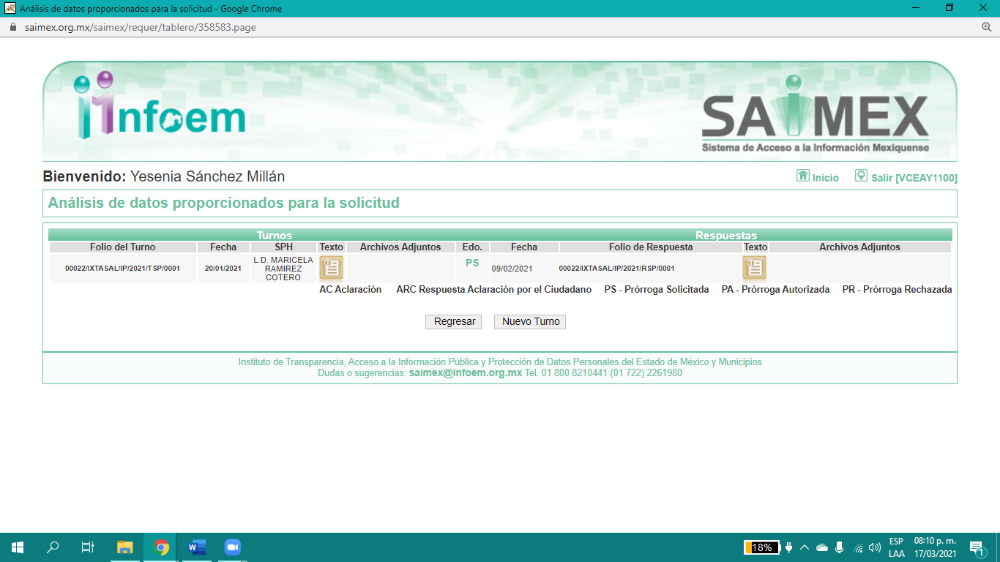 Análisis de datos proporcionados para la solicitud - Google Chrome
saimex.org.mx/saimex/requer/tablero/358583.page
infoem
SAiMEX
Sistema de Acceso a la Información Mexiquense
Bienvenido: Yesenia Sánchez Millán
Inicio Salir [VCEAY1100]
Análisis de datos proporcionados para la solicitud
Turnos Respuestas
Folio del Turno Fecha SPH Texto Archivos Adjuntos Edo. Fecha Folio de Respuesta Texto Archivos Adjuntos
00022/IXTASAL/IP/2021/TSP/0001 20/01/2021 L.D. MARICELA RAMIREZ COTERO PS 09/02/2021 00022/IXTASAL/IP/2021/RSP/0001
AC Aclaración ARC Respuesta Aclaración por el Ciudadano PS - Prórroga Solicitada PA - Prórroga Autorizada PR - Prórroga Rechazada
Regresar Nuevo Turno
Instituto de Transparencia, Acceso a la Información Pública y Protección de Datos Personales del Estado de México y Municipios
Dudas o sugerencias: saimex@infoem.org.mx Tel. 01 800 8210441 (01 722) 2261980
18% ESP 08:10 p. m.
LAA 17/03/2021 1